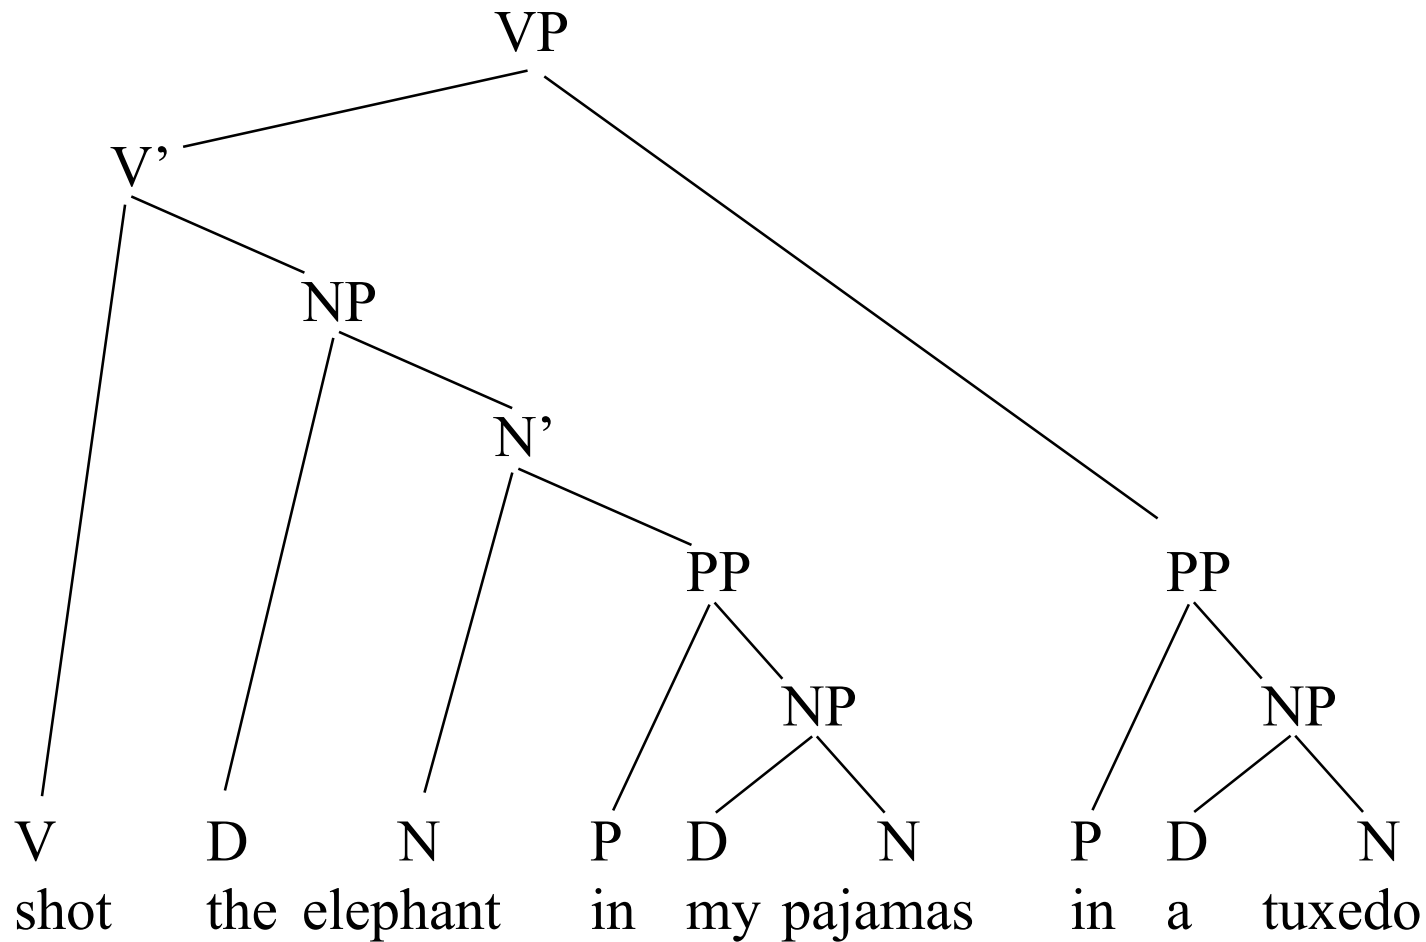 VP
V’
NP
N’
PP PP
NP NP
V D N P D N P D N
shot the elephant in my pajamas in a tuxedo